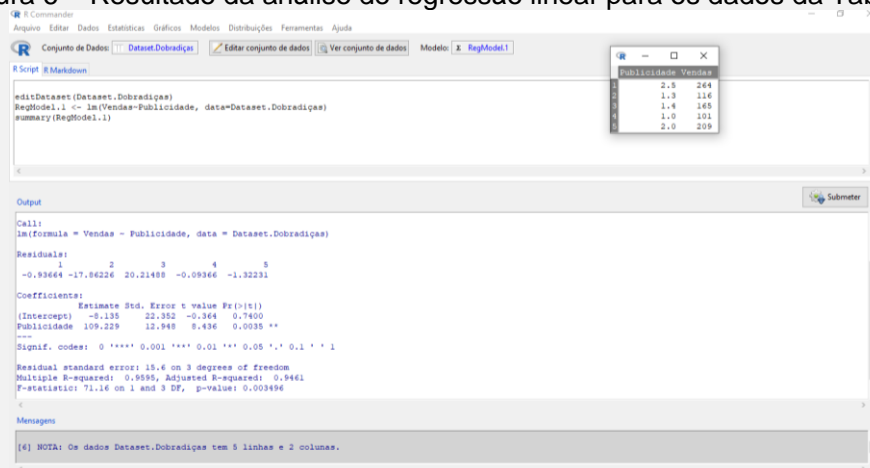 ura 6 – Resultado da análise de regressão linear para os dados da Tab
R Commander
Arquivo Editar Dados Estatísticas Gráficos Modelos Distribuições Ferramentas Ajuda
Conjunto de Dados: Dataset.Dobradiças Editar conjunto de dados Ver conjunto de dados Modelo: Σ RegModel.1
R Script R Markdown
Publicidade Vendas
1 2.5 264
2 1.3 116
3 1.4 165
4 1.0 101
5 2.0 209
editDataset(Dataset.Dobradiças)
RegModel.1 <- lm(Vendas~Publicidade, data=Dataset.Dobradiças)
summary(RegModel.1)
Output
Submeter
Call:
lm(formula = Vendas ~ Publicidade, data = Dataset.Dobradiças)
Residuals:
1 2 3 4 5
-0.93664 -17.86226 20.21488 -0.09366 -1.32231
Coefficients:
Estimate Std. Error t value Pr(>|t|)
(Intercept) -8.135 22.352 -0.364 0.7400
Publicidade 109.229 12.948 8.436 0.0035 **
---
Signif. codes: 0 '***' 0.001 '**' 0.01 '*' 0.05 '.' 0.1 ' ' 1
Residual standard error: 15.6 on 3 degrees of freedom
Multiple R-squared: 0.9595, Adjusted R-squared: 0.9461
F-statistic: 71.16 on 1 and 3 DF, p-value: 0.003496
Mensagens
[6] NOTA: Os dados Dataset.Dobradiças tem 5 linhas e 2 colunas.